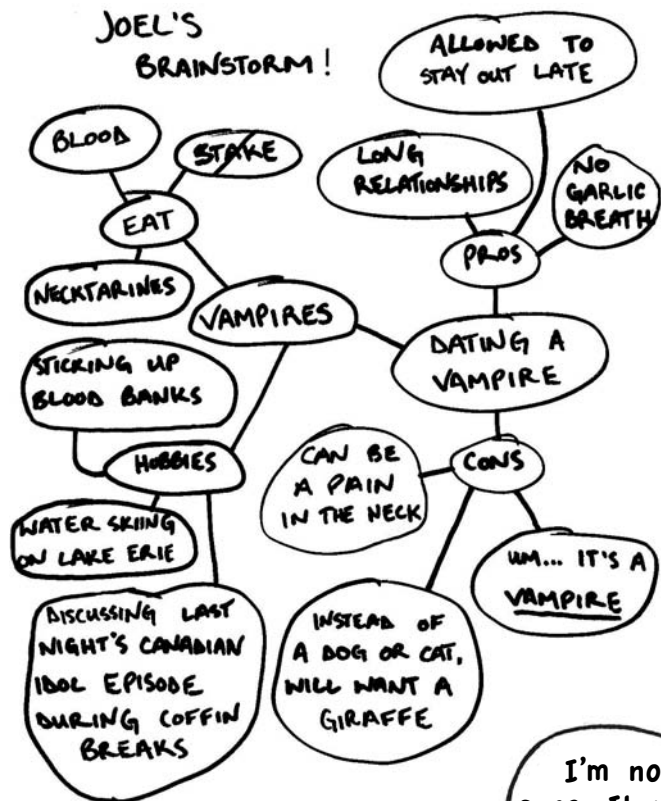 JOEL'S
BRAINSTORM!
ALLOWED TO
STAY OUT LATE
BLOOD
STAKE
LONG
RELATIONSHIPS
NO
GARLIC
BREATH
EAT
PROS
NECKTARINES
VAMPIRES
DATING A
VAMPIRE
STICKING UP
BLOOD BANKS
HOBBIES
CAN BE
A PAIN
IN THE NECK
CONS
WATER SKIING
ON LAKE ERIE
UM... IT'S A
VAMPIRE
DISCUSSING LAST
NIGHT'S CANADIAN
IDOL EPISODE
DURING COFFIN
BREAKS
INSTEAD OF
A DOG OR CAT,
WILL WANT A
GIRAFFE
I'm no